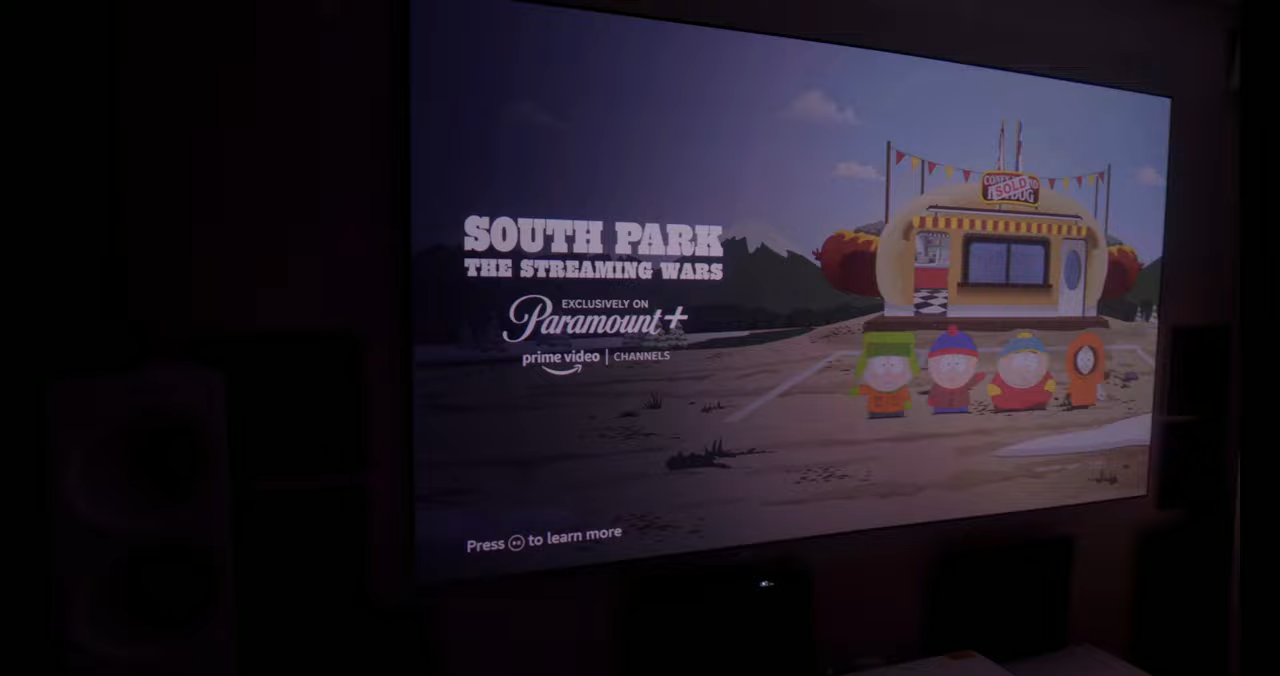 SOUTH PARK
THE STREAMING WARS
EXCLUSIVELY ON
Paramount+
prime video | CHANNELS
SOLD
Press to learn more